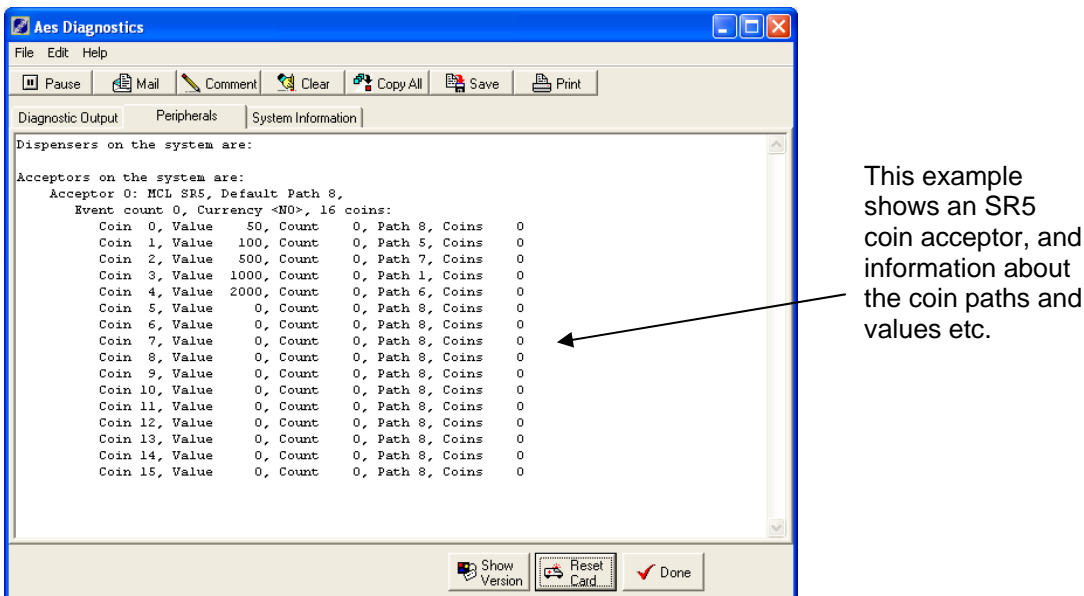 Aes Diagnostics
File Edit Help
Pause Mail Comment Clear Copy All Save Print
Diagnostic Output Peripherals System Information
Dispensers on the system are:
Acceptors on the system are:
Acceptor 0: MCL SR5, Default Path 8,
Event count 0, Currency <N0>, 16 coins:
Coin 0, Value 50, Count 0, Path 8, Coins 0
Coin 1, Value 100, Count 0, Path 5, Coins 0
Coin 2, Value 500, Count 0, Path 7, Coins 0
Coin 3, Value 1000, Count 0, Path 1, Coins 0
Coin 4, Value 2000, Count 0, Path 6, Coins 0
Coin 5, Value 0, Count 0, Path 8, Coins 0
Coin 6, Value 0, Count 0, Path 8, Coins 0
Coin 7, Value 0, Count 0, Path 8, Coins 0
Coin 8, Value 0, Count 0, Path 8, Coins 0
Coin 9, Value 0, Count 0, Path 8, Coins 0
Coin 10, Value 0, Count 0, Path 8, Coins 0
Coin 11, Value 0, Count 0, Path 8, Coins 0
Coin 12, Value 0, Count 0, Path 8, Coins 0
Coin 13, Value 0, Count 0, Path 8, Coins 0
Coin 14, Value 0, Count 0, Path 8, Coins 0
Coin 15, Value 0, Count 0, Path 8, Coins 0
Show
Version
Reset
Card
Done
This example
shows an SR5
coin acceptor, and
information about
the coin paths and
values etc.